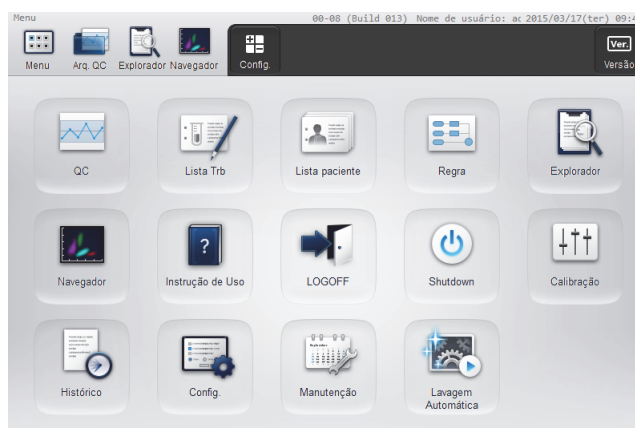 Menu
00-08 (Build 013) Nome de usuário: ac 2015/03/17(ter) 09:4
Ver.
Menu Arq. QC Explorador Navegador Config. Versão
QC Lista Trb Lista paciente Regra Explorador
?
Navegador Instrução de Uso LOGOFF Shutdown Calibração
Histórico Config. Manutenção Lavagem
Automática